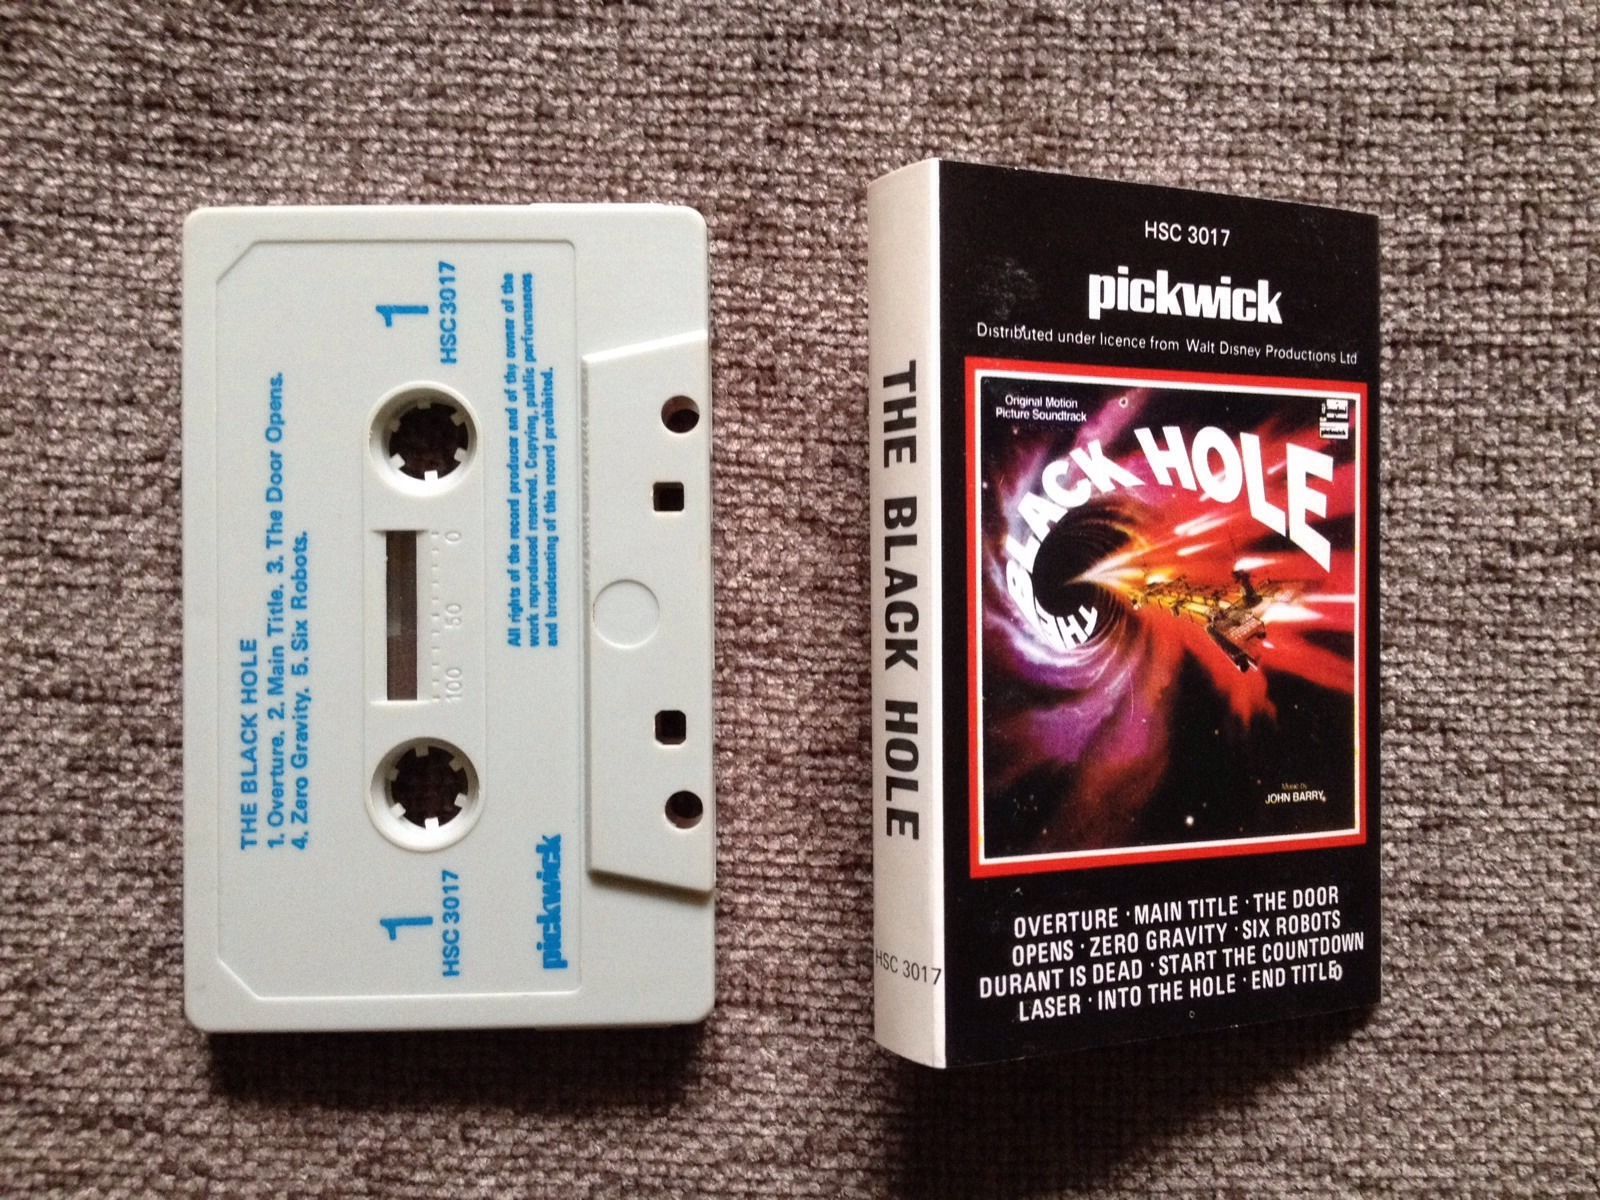 THE BLACK HOLE
1. Overture. 2. Main Title. 3. The Door Opens.
4. Zero Gravity. 5. Six Robots.
1
HSC 3017
1
HSC3017
100 50 0
pickwick
All rights of the record producer and of the owner of the
work reproduced reserved. Copying, public performances
and broadcasting of this record prohibited.
THE BLACK HOLE
HSC 3017
HSC 3017
pickwick
Distributed under licence from Walt Disney Productions Ltd
Original Motion
Picture Soundtrack
pickwick
THE BLACK HOLE
Music by
JOHN BARRY
OVERTURE · MAIN TITLE · THE DOOR
OPENS · ZERO GRAVITY · SIX ROBOTS
DURANT IS DEAD · START THE COUNTDOWN
LASER · INTO THE HOLE · END TITLE